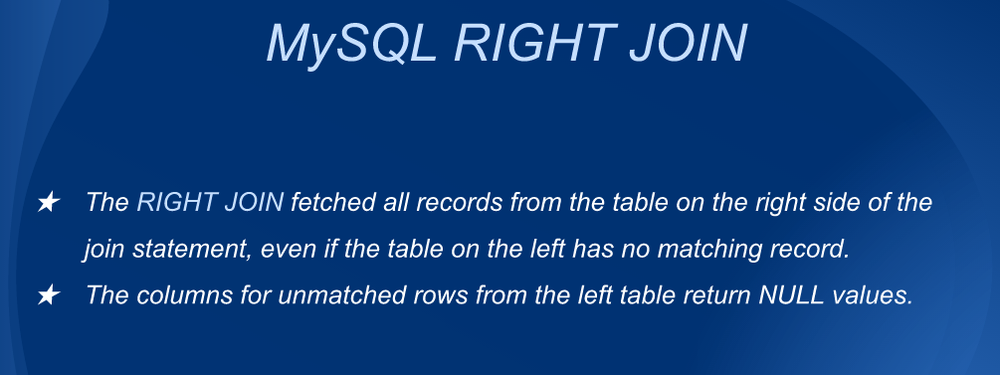 MySQL RIGHT JOIN
★ The RIGHT JOIN fetched all records from the table on the right side of the
join statement, even if the table on the left has no matching record.
★ The columns for unmatched rows from the left table return NULL values.